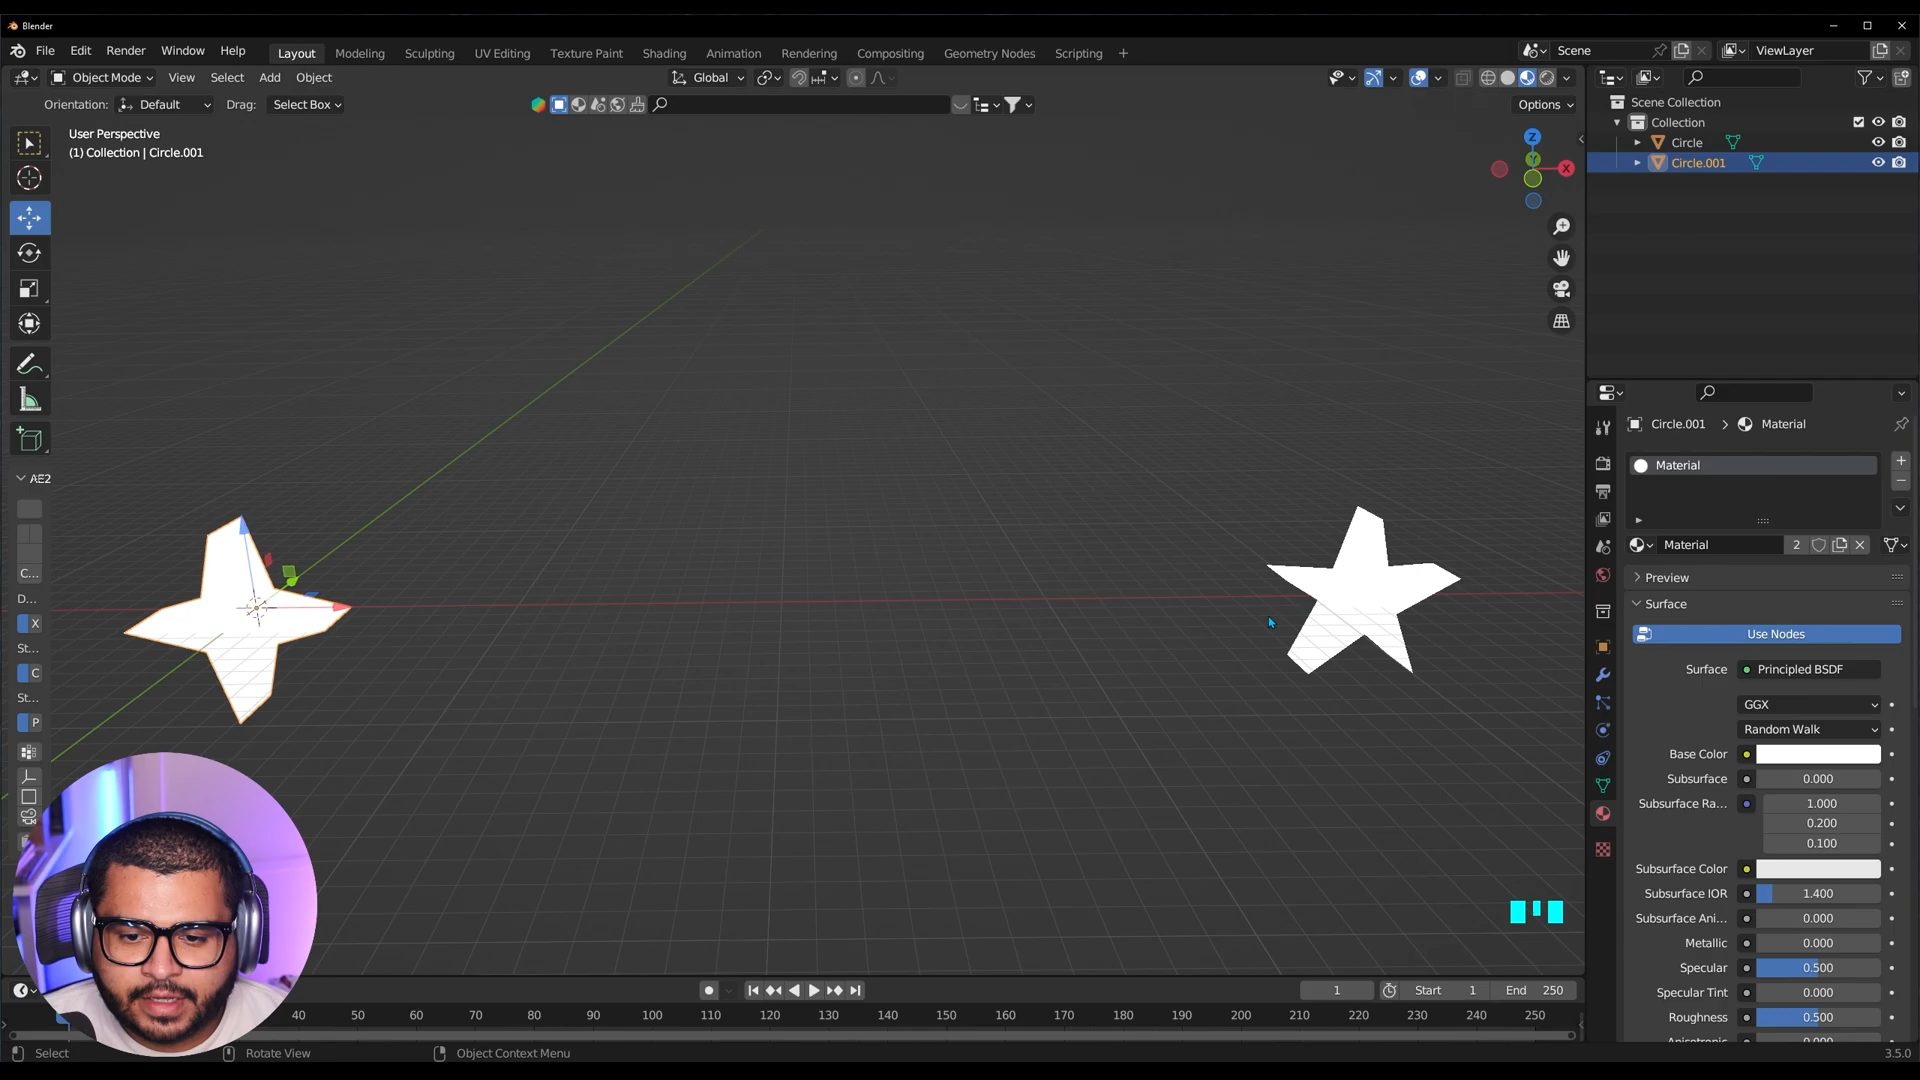 Blender
File Edit Render Window Help
Layout Modeling Sculpting UV Editing Texture Paint Shading Animation Rendering Compositing Geometry Nodes Scripting +
Scene
ViewLayer
Object Mode View Select Add Object
Global
Orientation: Default Drag: Select Box
Options
User Perspective
(1) Collection | Circle.001
Z
Y
X
Scene Collection
Collection
Circle
Circle.001
AE2
C...
D...
X
St...
C
St...
P
Circle.001 > Material
Material
Material 2
Preview
Surface
Use Nodes
Surface Principled BSDF
GGX
Random Walk
Base Color
Subsurface 0.000
Subsurface Ra... 1.000
0.200
0.100
Subsurface Color
Subsurface IOR 1.400
Subsurface Ani... 0.000
Metallic 0.000
Specular 0.500
Specular Tint 0.000
Roughness 0.500
1 Start 1 End 250
40 50 60 70 80 90 100 110 120 130 140 150 160 170 180 190 200 210 220 230 240 250
Select Rotate View Object Context Menu
3.5.0